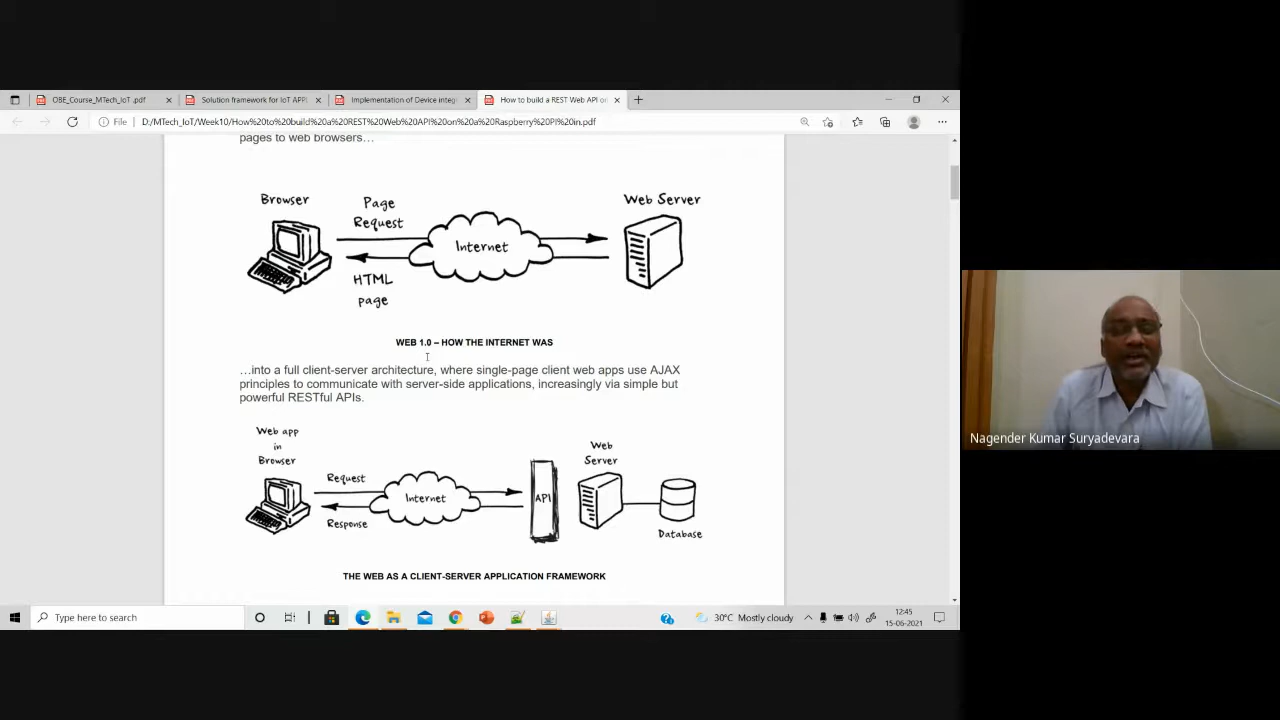 OBE_Course_MTech_IoT .pdf
Solution framework for IoT APPL
Implementation of Device integ
How to build a REST Web API on
File
D:/MTech_IoT/Week10/How%20to%20build%20a%20REST%20Web%20API%20on%20a%20Raspberry%20PI%20in.pdf
pages to web browsers…
Browser
Page
Request
Web Server
Internet
HTML
page
WEB 1.0 – HOW THE INTERNET WAS
…into a full client-server architecture, where single-page client web apps use AJAX
principles to communicate with server-side applications, increasingly via simple but
powerful RESTful APIs.
Web app
in
Browser
Web
Server
Request
Internet
API
Response
Database
THE WEB AS A CLIENT-SERVER APPLICATION FRAMEWORK
Nagender Kumar Suryadevara
Type here to search
30°C Mostly cloudy
12:45
15-06-2021